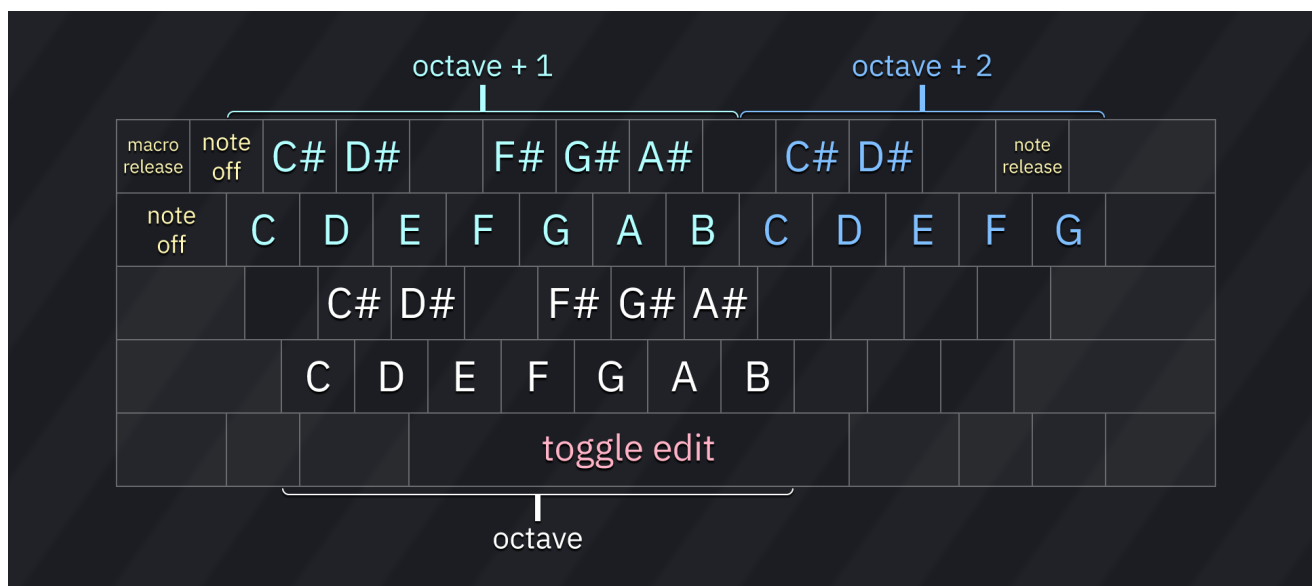 octave + 1 octave + 2
macro release note off C# D# F# G# A# C# D# note release
note off C D E F G A B C D E F G
C# D# F# G# A#
C D E F G A B
toggle edit
octave